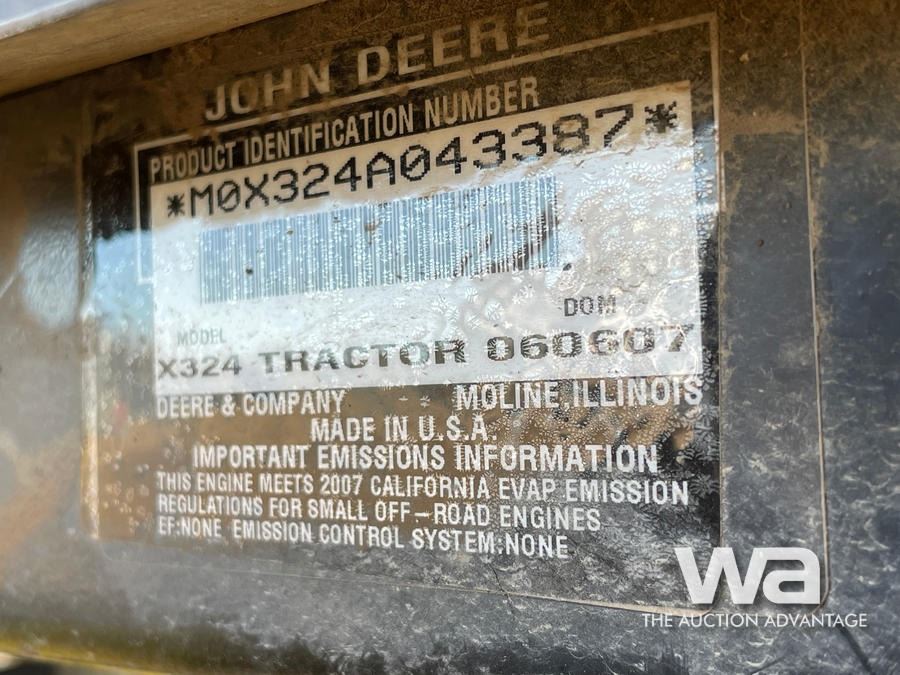 JOHN DEERE
PRODUCT IDENTIFICATION NUMBER
*M0X324A043387*
DOM
MODEL
X324 TRACTOR 060607
DEERE & COMPANY MOLINE, ILLINOIS
MADE IN U.S.A.
IMPORTANT EMISSIONS INFORMATION
THIS ENGINE MEETS 2007 CALIFORNIA EVAP EMISSION
REGULATIONS FOR SMALL OFF-ROAD ENGINES
EF:NONE EMISSION CONTROL SYSTEM:NONE
wa
THE AUCTION ADVANTAGE